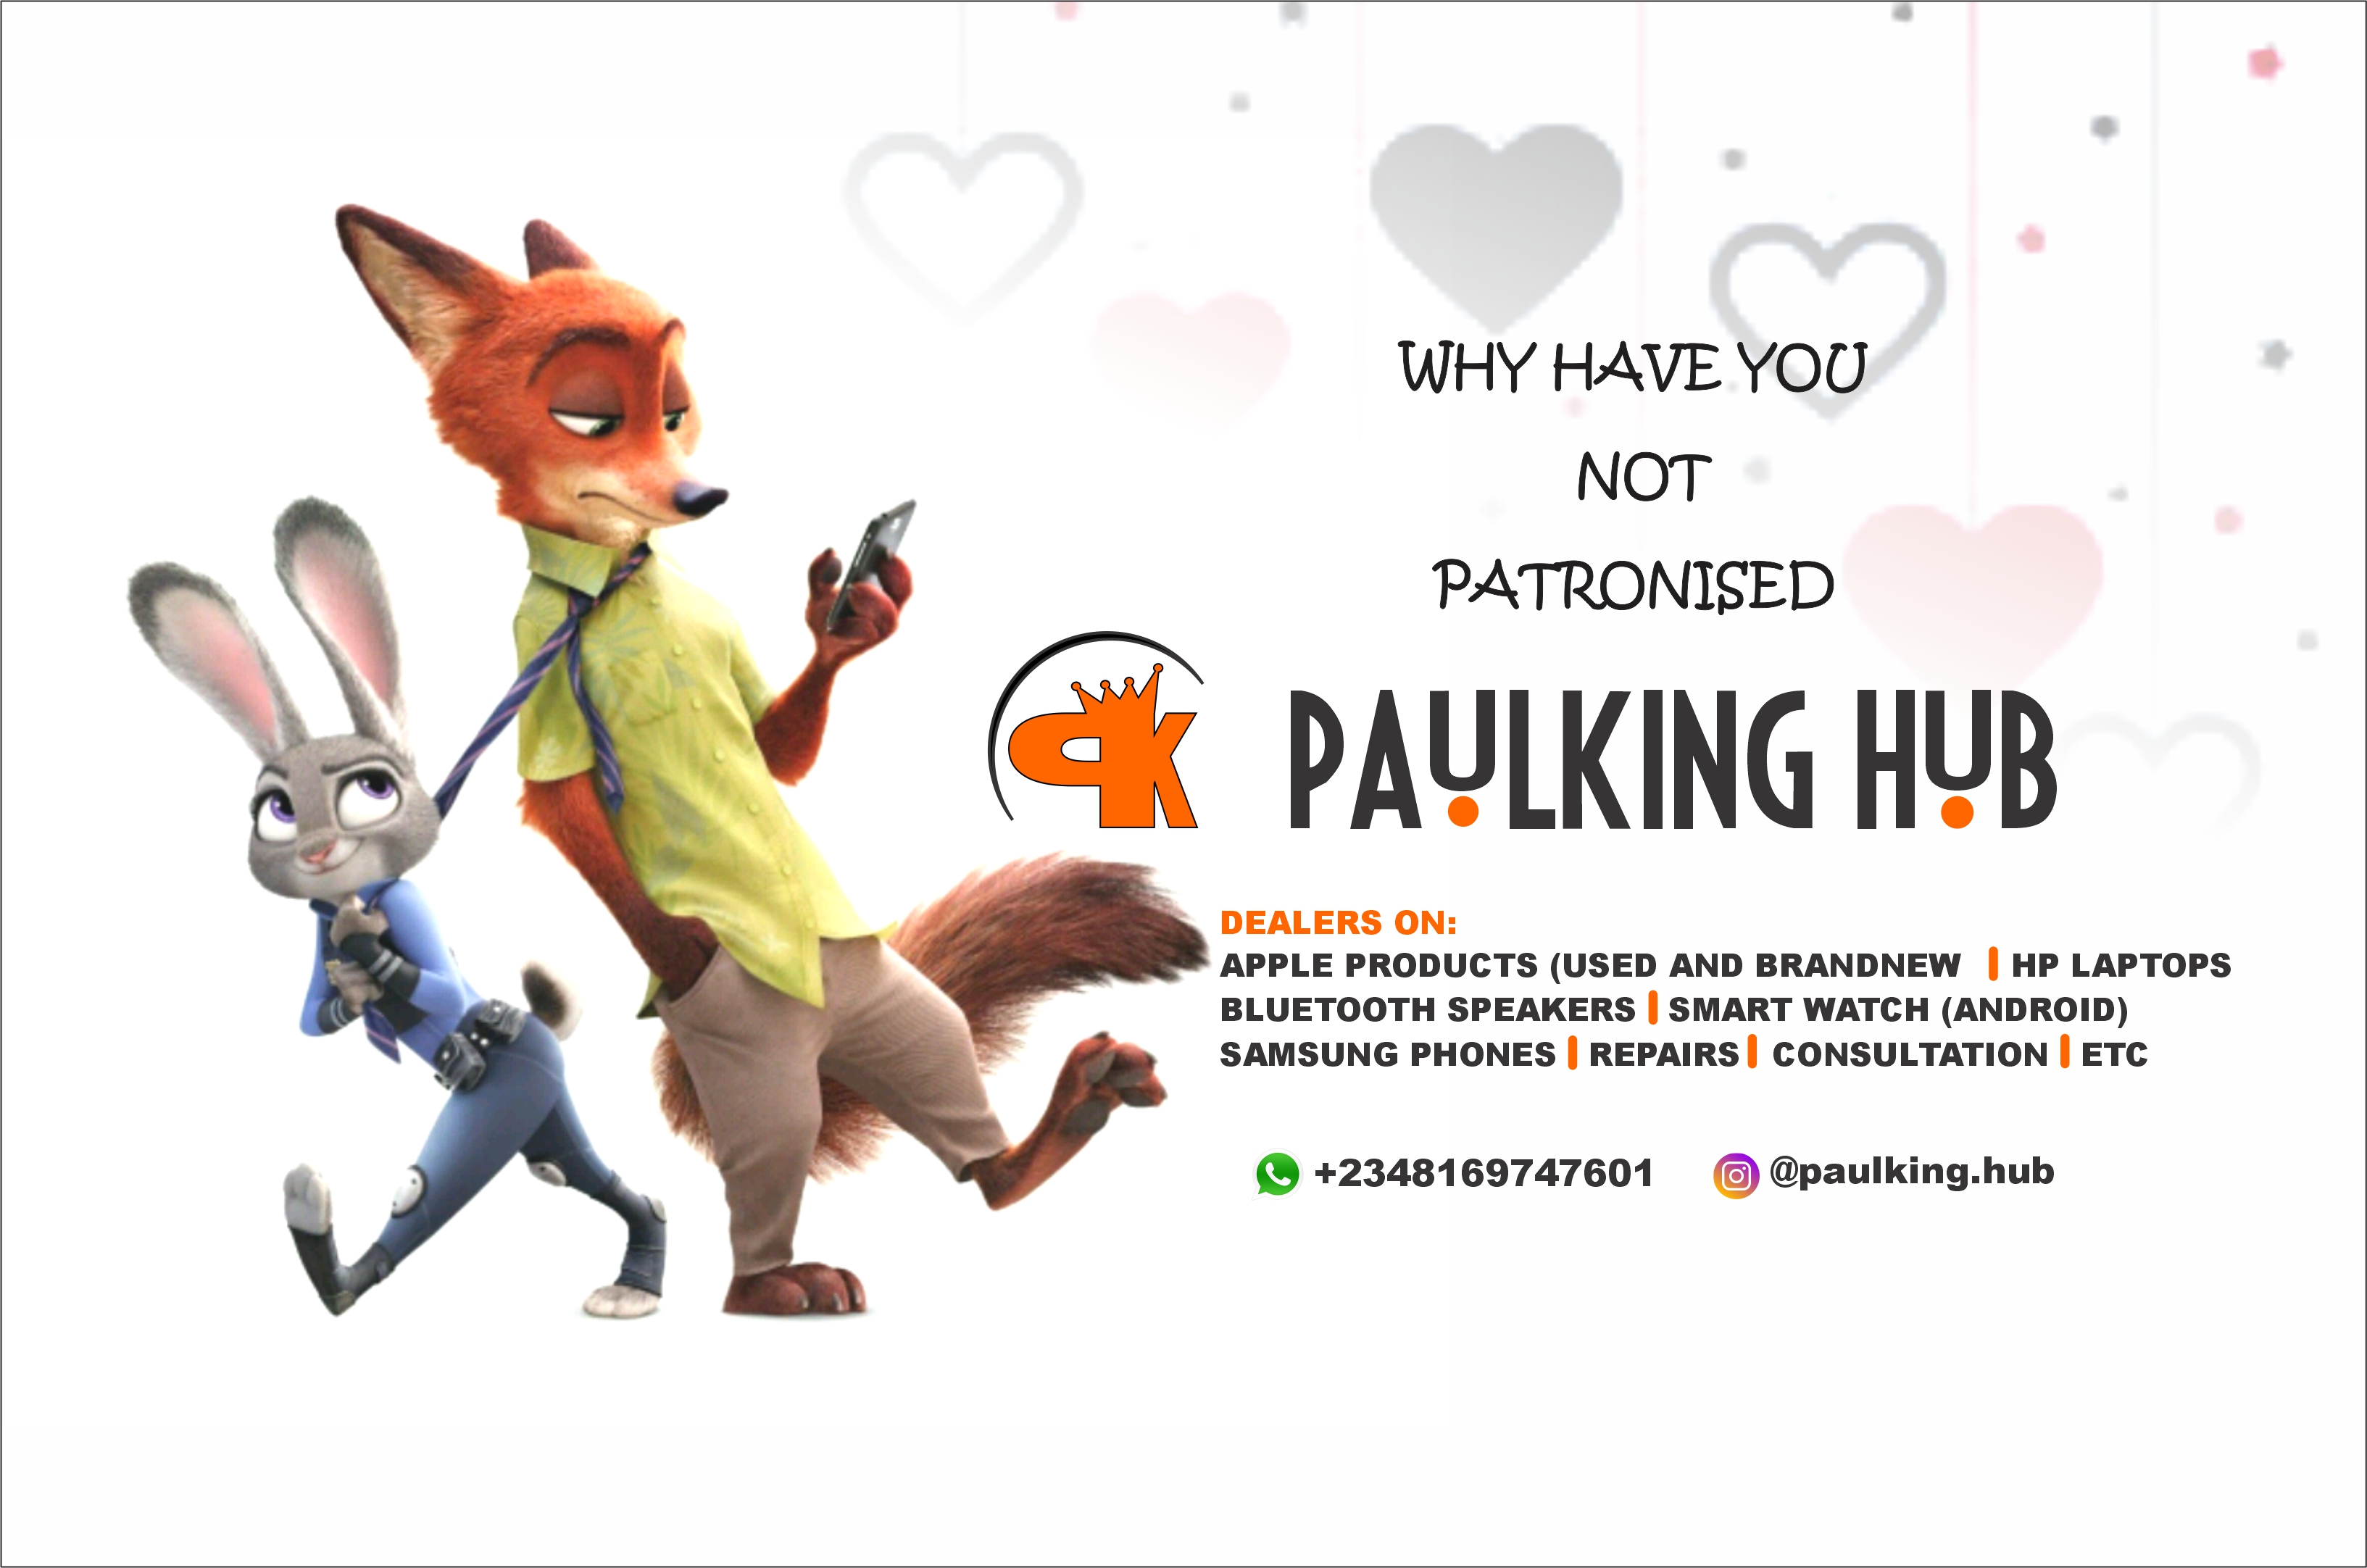 WHY HAVE YOU
NOT
PATRONISED
PK
PAULKING HUB
DEALERS ON:
APPLE PRODUCTS (USED AND BRANDNEW | HP LAPTOPS
BLUETOOTH SPEAKERS | SMART WATCH (ANDROID)
SAMSUNG PHONES | REPAIRS | CONSULTATION | ETC
+2348169747601 @paulking.hub